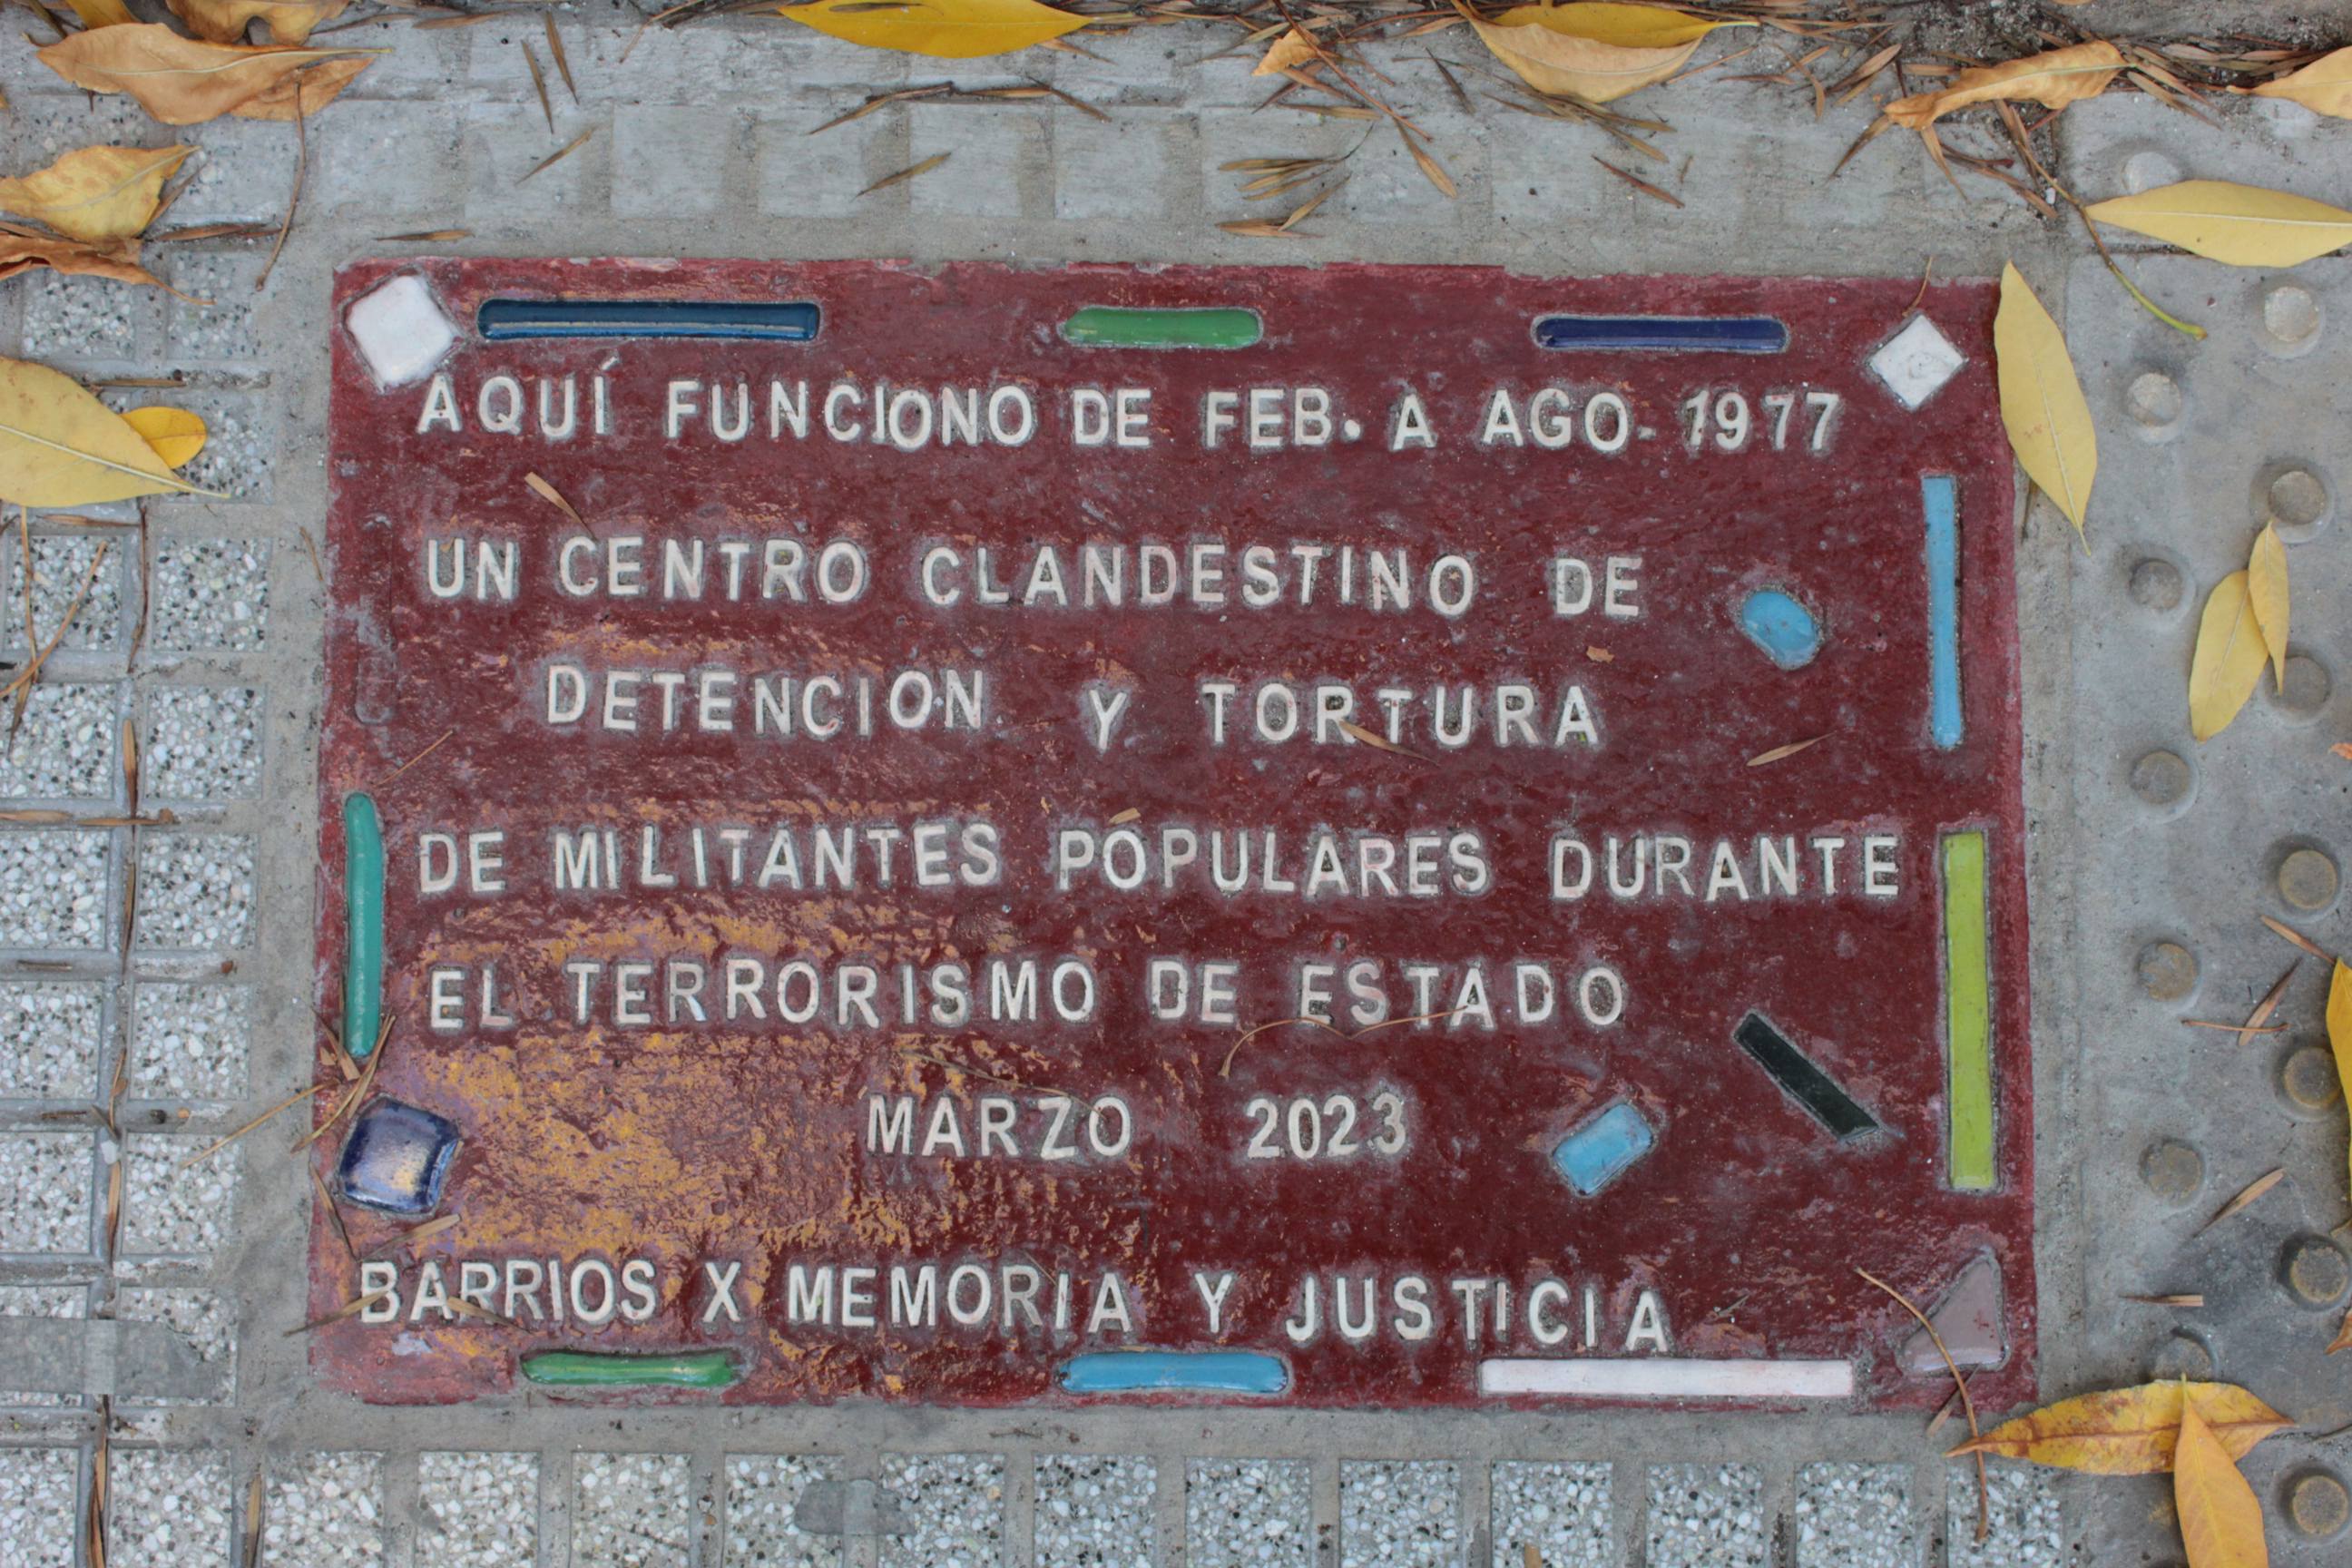 AQUÍ FUNCIONO DE FEB. A AGO. 1977
UN CENTRO CLANDESTINO DE
DETENCION Y TORTURA
DE MILITANTES POPULARES DURANTE
EL TERRORISMO DE ESTADO
MARZO 2023
BARRIOS X MEMORIA Y JUSTICIA